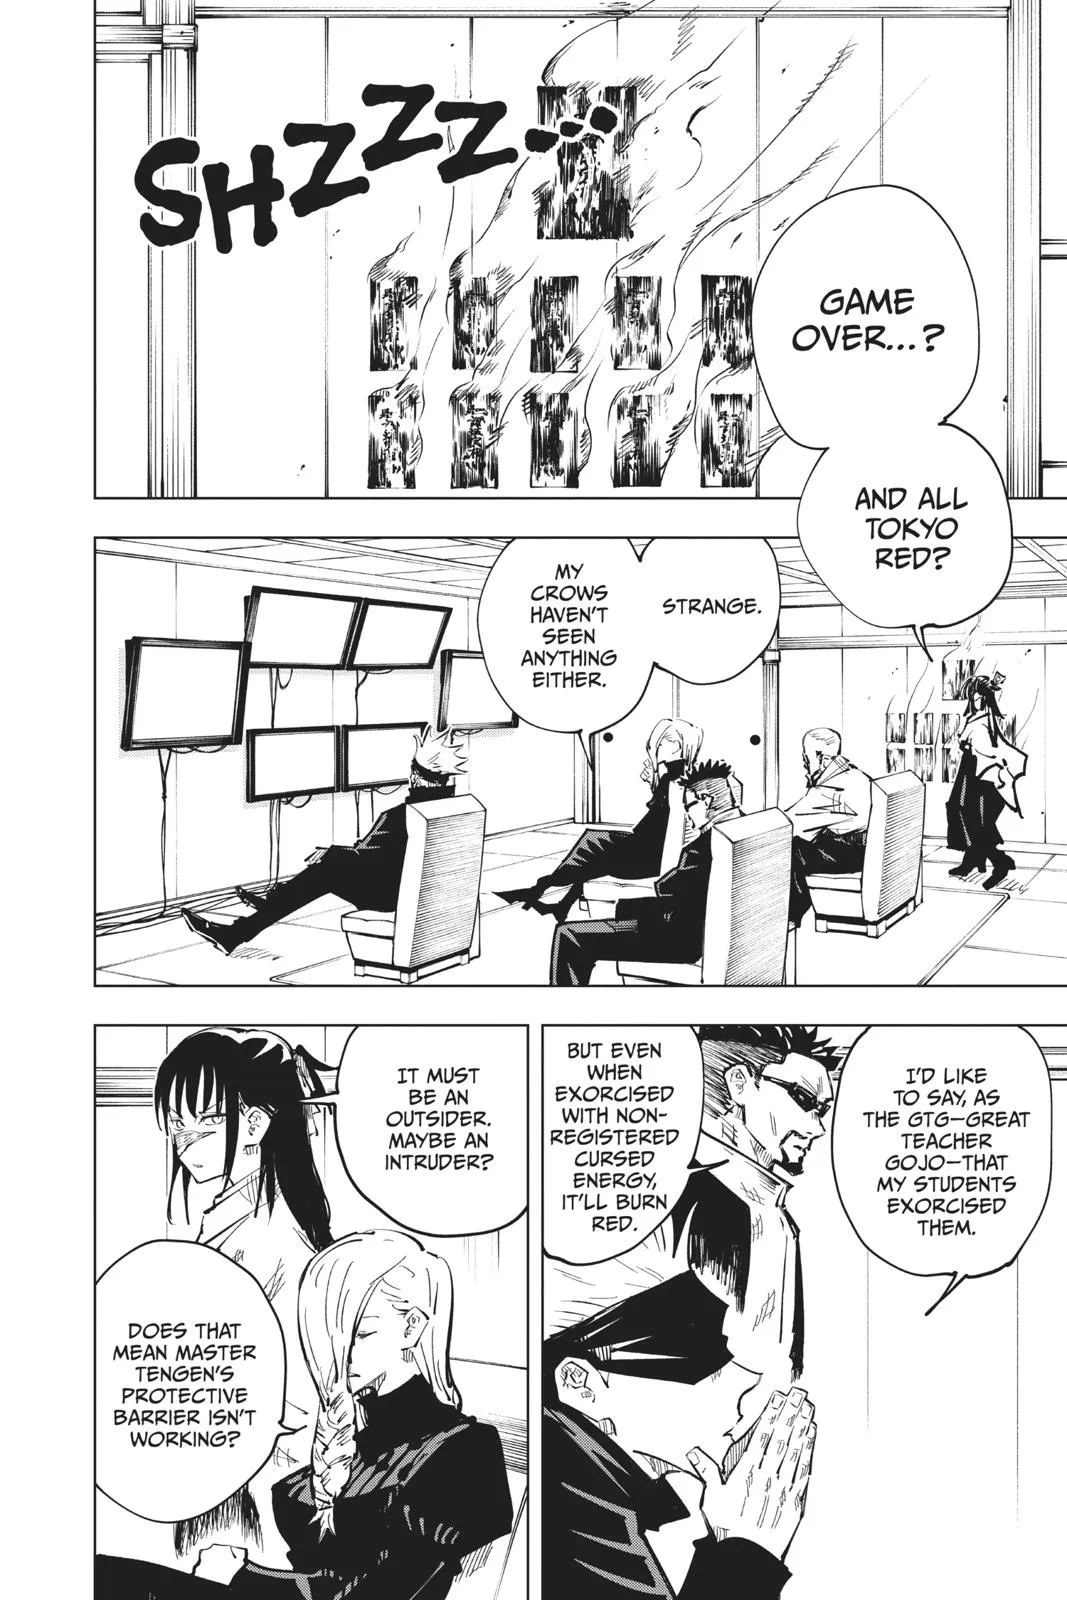 SHZZZ...
GAME
OVER...?
AND ALL
TOKYO
RED?
STRANGE.
MY
CROWS
HAVEN'T
SEEN
ANYTHING
EITHER.
I'D LIKE
TO SAY, AS
THE GTG—GREAT
TEACHER
GOJO—THAT
MY STUDENTS
EXORCISED
THEM.
BUT EVEN
WHEN
EXORCISED
WITH NON-
REGISTERED
CURSED
ENERGY,
IT'LL BURN
RED.
IT MUST
BE AN
OUTSIDER.
MAYBE AN
INTRUDER?
DOES THAT
MEAN MASTER
TENGEN'S
PROTECTIVE
BARRIER ISN'T
WORKING?